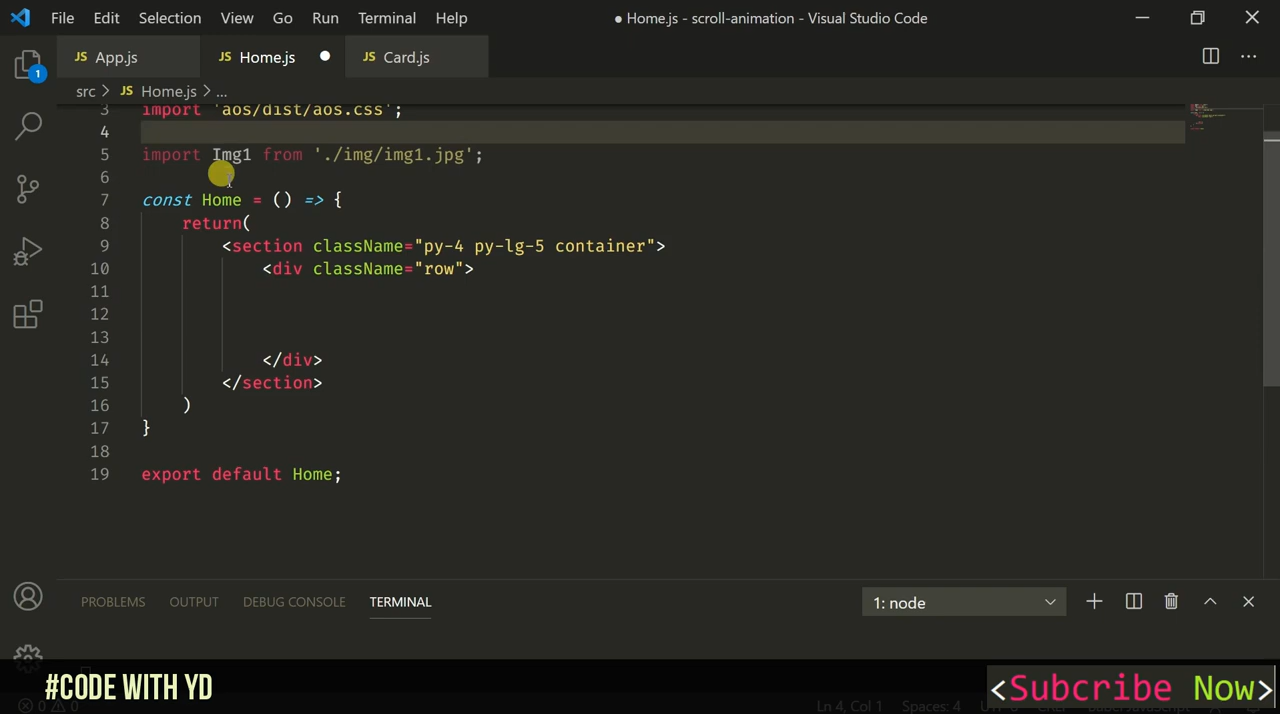 File Edit Selection View Go Run Terminal Help ● Home.js - scroll-animation - Visual Studio Code
JS App.js JS Home.js JS Card.js
1
src > JS Home.js > ...
3 import 'aos/dist/aos.css';
4
5 import Img1 from './img/img1.jpg';
6
7 const Home = () => {
8 return(
9 <section className="py-4 py-lg-5 container">
10 <div className="row">
11
12
13
14 </div>
15 </section>
16 )
17 }
18
19 export default Home;
PROBLEMS OUTPUT DEBUG CONSOLE TERMINAL 1: node
#CODE WITH YD <Subcribe Now>
0 0 Ln 4, Col 1 Spaces: 4